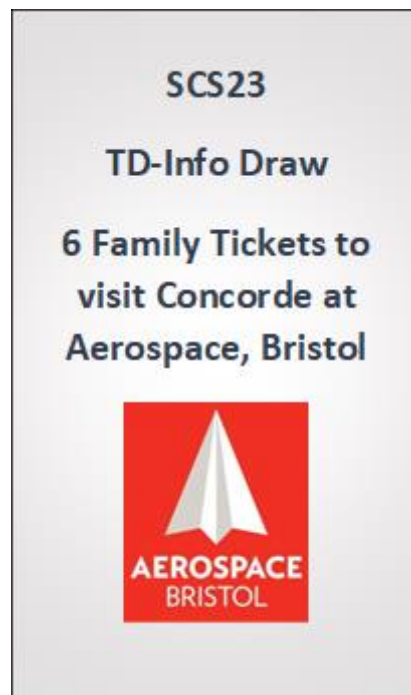 SCS23
TD-Info Draw
6 Family Tickets to
visit Concorde at
Aerospace, Bristol
AEROSPACE
BRISTOL